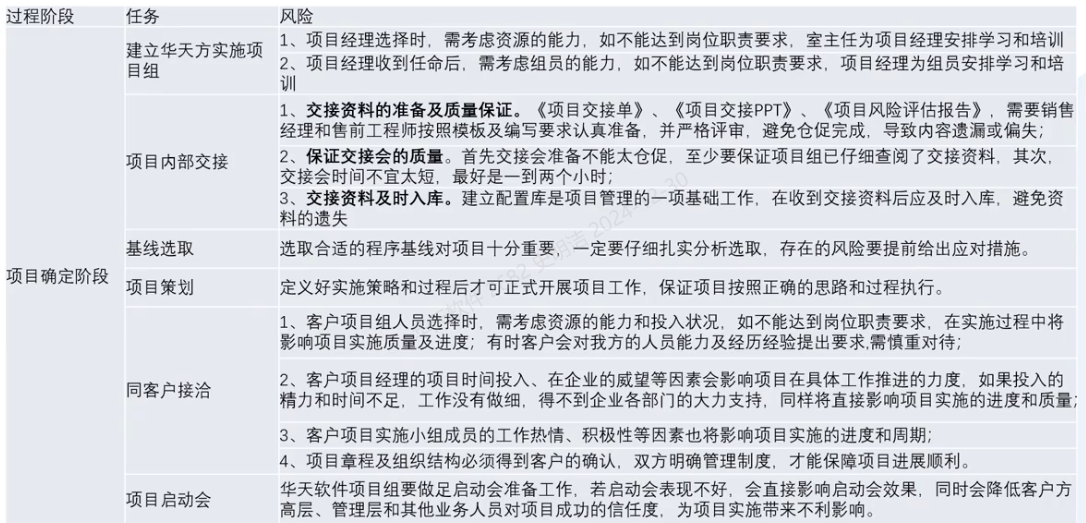 过程阶段 任务 风险
项目确定阶段
建立华天方实施项
目组
1、项目经理选择时，需考虑资源的能力，如不能达到岗位职责要求，室主任为项目经理安排学习和培训
2、项目经理收到任命后，需考虑组员的能力，如不能达到岗位职责要求，项目经理为组员安排学习和培
训
项目内部交接
1、交接资料的准备及质量保证。《项目交接单》、《项目交接PPT》、《项目风险评估报告》，需要销售
经理和售前工程师按照模板及编写要求认真准备，并严格评审，避免仓促完成，导致内容遗漏或偏失；
2、保证交接会的质量。首先交接会准备不能太仓促，至少要保证项目组已仔细查阅了交接资料，其次，
交接会时间不宜太短，最好是一到两个小时；
3、交接资料及时入库。建立配置库是项目管理的一项基础工作，在收到交接资料后应及时入库，避免资
料的遗失
基线选取
选取合适的程序基线对项目十分重要，一定要仔细扎实分析选取，存在的风险要提前给出应对措施。
项目策划
定义好实施策略和过程后才可正式开展项目工作，保证项目按照正确的思路和过程执行。
同客户接洽
1、客户项目组人员选择时，需考虑资源的能力和投入状况，如不能达到岗位职责要求，在实施过程中将
影响项目实施质量及进度；有时客户会对我方的人员能力及经历经验提出要求,需慎重对待；
2、客户项目经理的项目时间投入、在企业的威望等因素会影响项目在具体工作推进的力度，如果投入的
精力和时间不足，工作没有做细，得不到企业各部门的大力支持，同样将直接影响项目实施的进度和质量；
3、客户项目实施小组成员的工作热情、积极性等因素也将影响项目实施的进度和周期；
4、项目章程及组织结构必须得到客户的确认，双方明确管理制度，才能保障项目进展顺利。
项目启动会
华天软件项目组要做足启动会准备工作，若启动会表现不好，会直接影响启动会效果，同时会降低客户方
高层、管理层和其他业务人员对项目成功的信任度，为项目实施带来不利影响。